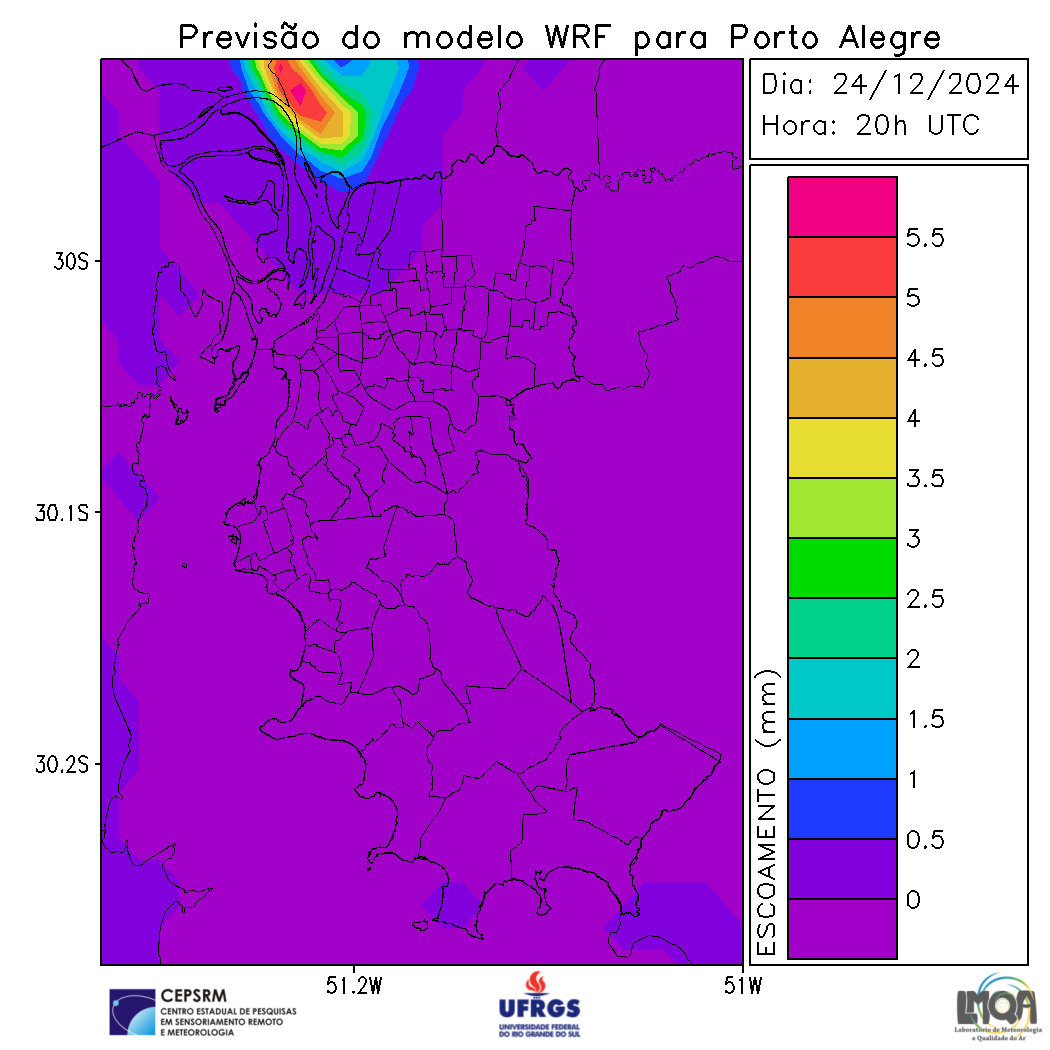 Previsão do modelo WRF para Porto Alegre
Dia: 24/12/2024
Hora: 20h UTC
30S
30.1S
30.2S
51.2W
51W
ESCOAMENTO (mm)
5.5
5
4.5
4
3.5
3
2.5
2
1.5
1
0.5
0
CEPSRM
CENTRO ESTADUAL DE PESQUISAS
EM SENSORIAMENTO REMOTO
E METEOROLOGIA
UFRGS
UNIVERSIDADE FEDERAL
DO RIO GRANDE DO SUL
LMQA
Laboratório de Meteorologia
e Qualidade do Ar